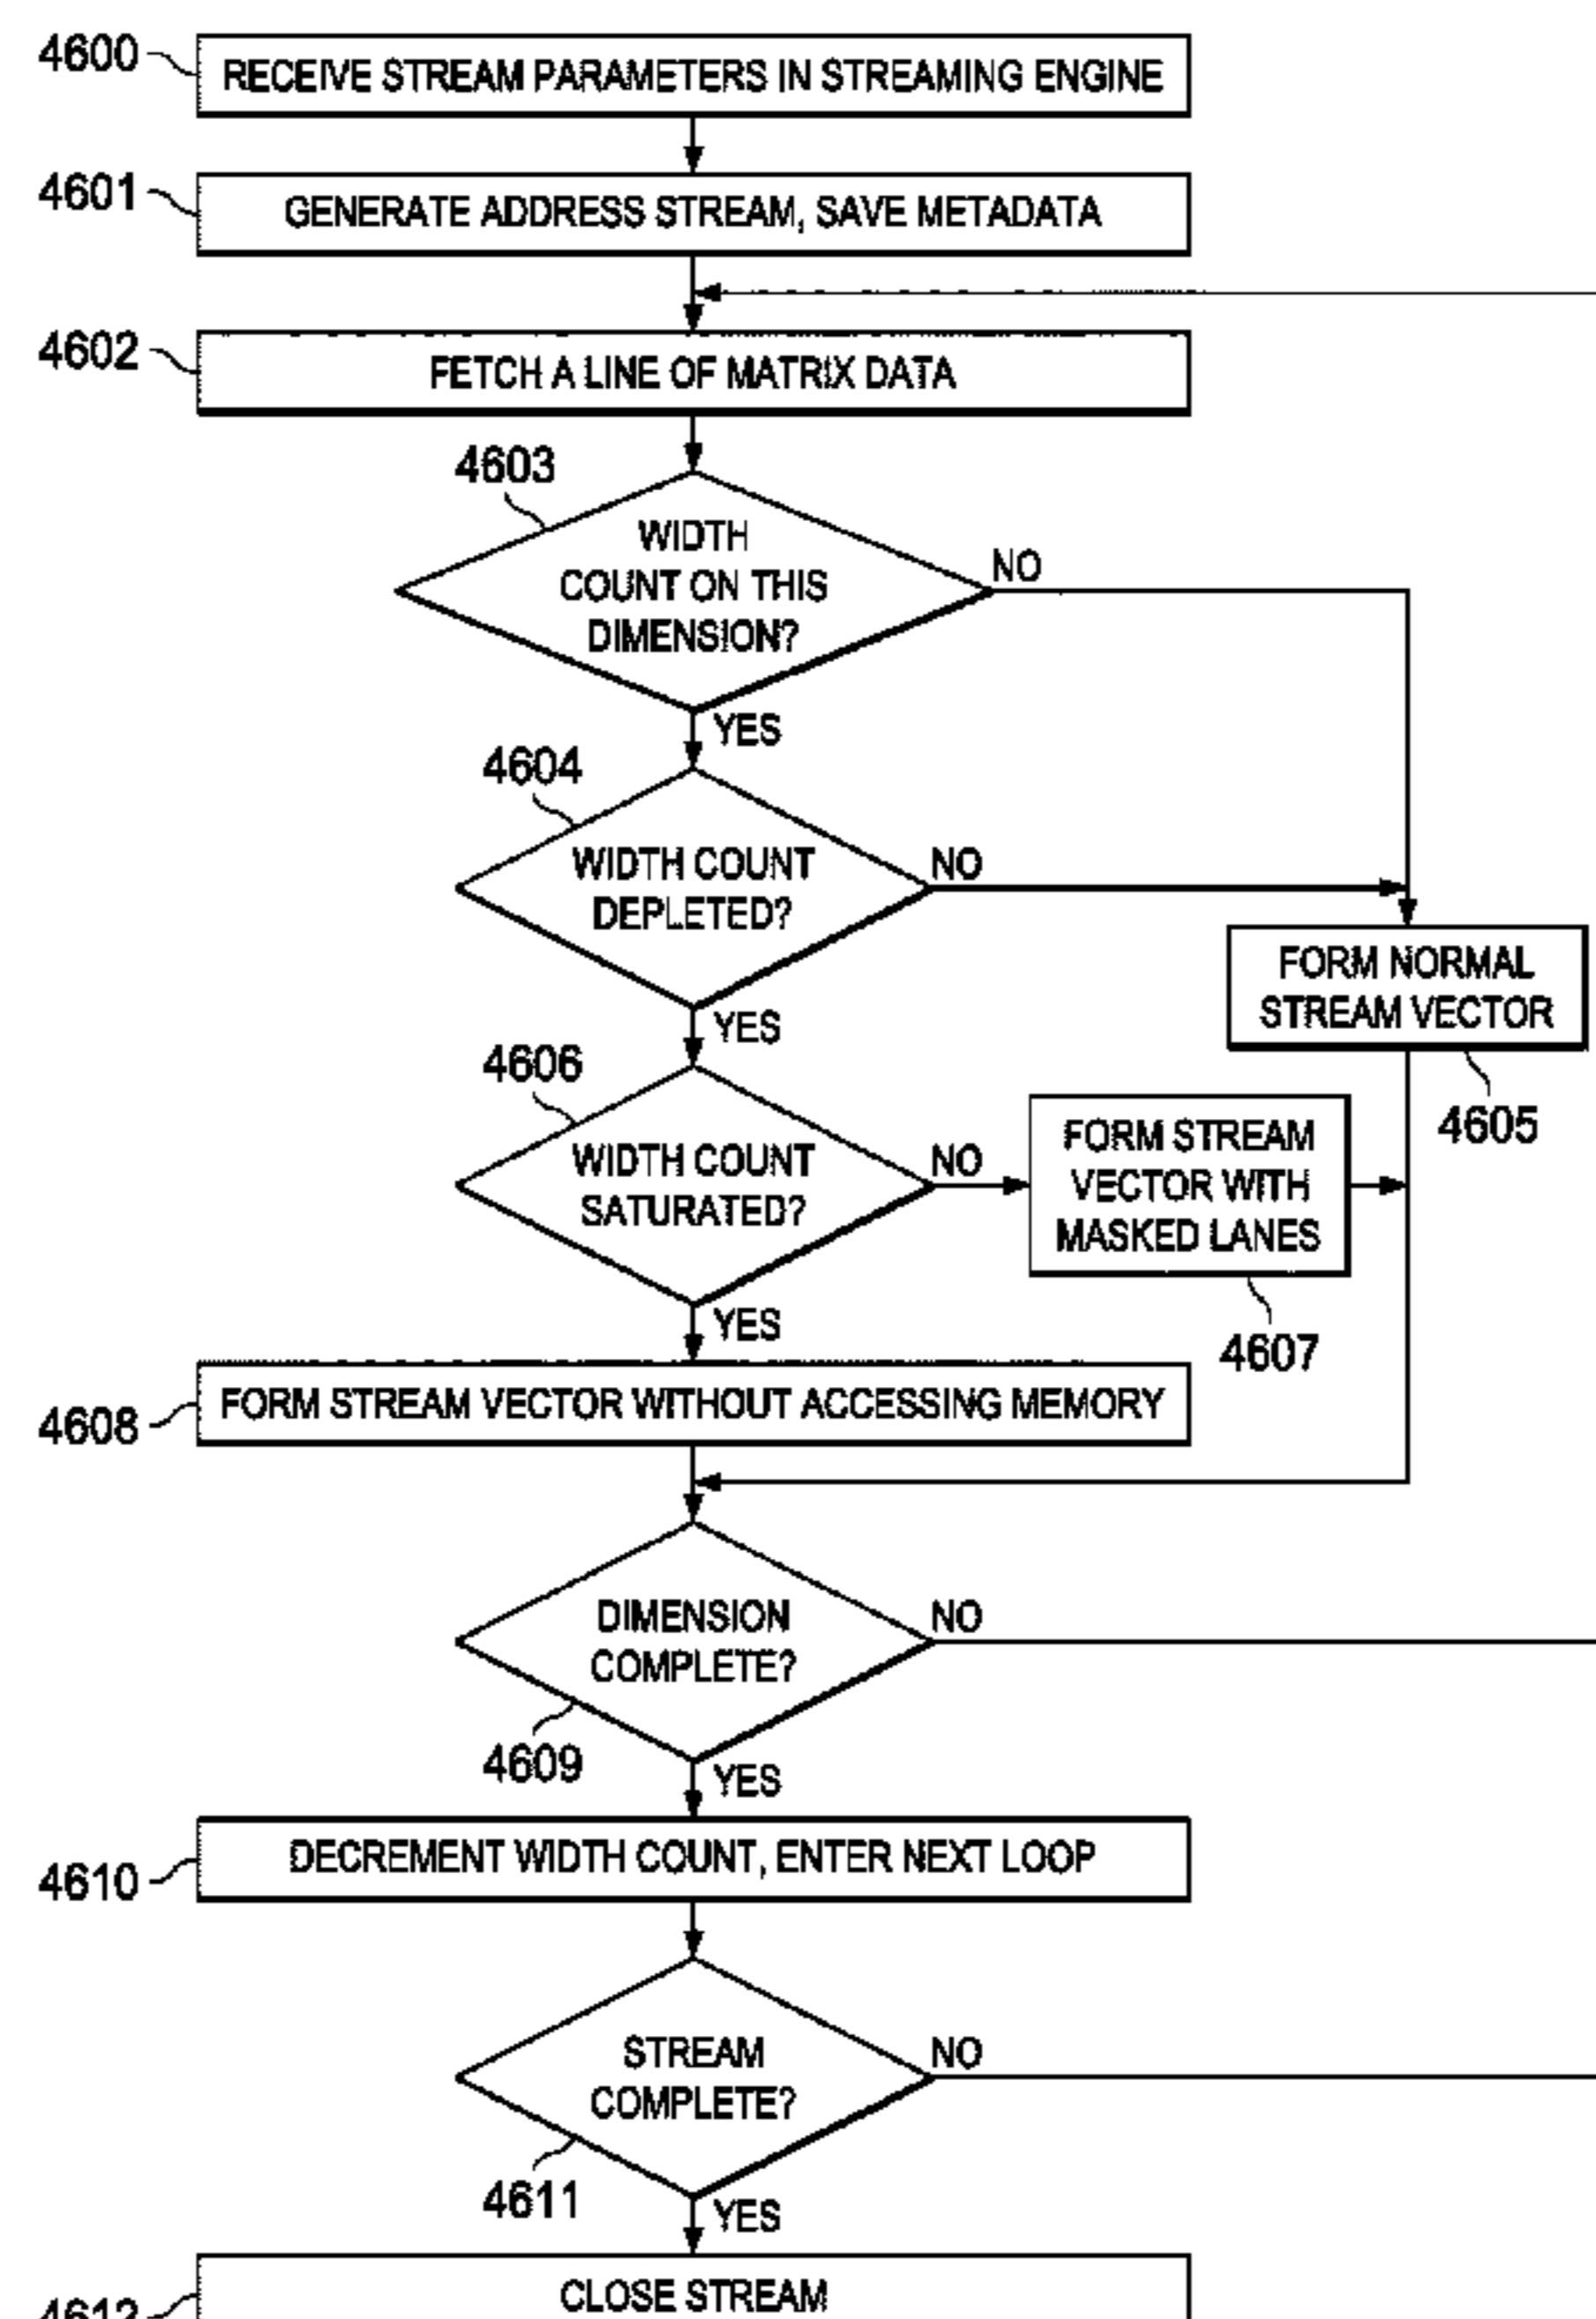 4600
RECEIVE STREAM PARAMETERS IN STREAMING ENGINE
4601
GENERATE ADDRESS STREAM, SAVE METADATA
4602
FETCH A LINE OF MATRIX DATA
4603
WIDTH
COUNT ON THIS
DIMENSION?
NO
YES
4604
WIDTH COUNT
DEPLETED?
NO
YES
FORM NORMAL
STREAM VECTOR
4605
4606
WIDTH COUNT
SATURATED?
NO
YES
FORM STREAM
VECTOR WITH
MASKED LANES
4607
4608
FORM STREAM VECTOR WITHOUT ACCESSING MEMORY
DIMENSION
COMPLETE?
NO
4609
YES
4610
DECREMENT WIDTH COUNT, ENTER NEXT LOOP
STREAM
COMPLETE?
NO
4611
YES
4612
CLOSE STREAM